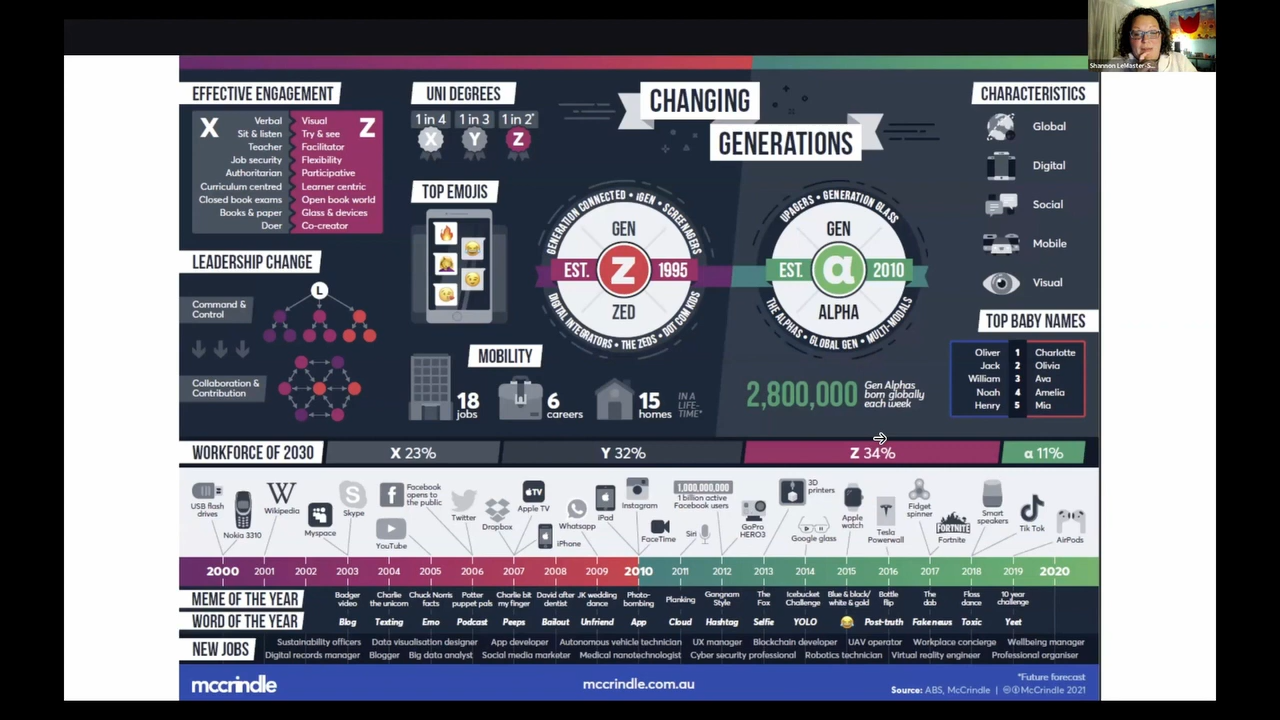 Shannon LeMaster-S...
CHANGING
GENERATIONS
EFFECTIVE ENGAGEMENT
X Z
Verbal Visual
Sit & listen Try & see
Teacher Facilitator
Job security Flexibility
Authoritarian Participative
Curriculum centred Learner centric
Closed book exams Open book world
Books & paper Glass & devices
Doer Co-creator
LEADERSHIP CHANGE
L
Command &
Control
Collaboration &
Contribution
UNI DEGREES
1 in 4 1 in 3 1 in 2*
X Y Z
TOP EMOJIS
MOBILITY
18
jobs
6
careers
15
homes
IN A
LIFE-
TIME*
GENERATION CONNECTED • iGEN • SCREENAGERS
GEN
EST. Z 1995
ZED
DIGITAL INTEGRATORS • THE ZEDS • DOT COM KIDS
UPAGERS • GENERATION GLASS
GEN
EST. α 2010
ALPHA
THE ALPHAS • GLOBAL GEN • MULTI-MODALS
2,800,000
Gen Alphas
born globally
each week
CHARACTERISTICS
Global
Digital
Social
Mobile
Visual
TOP BABY NAMES
Oliver 1 Charlotte
Jack 2 Olivia
William 3 Ava
Noah 4 Amelia
Henry 5 Mia
WORKFORCE OF 2030 X 23% Y 32% Z 34% α 11%
USB flash
drives
Nokia 3310
W
Wikipedia
Myspace
S
Skype
f
Facebook
opens to
the public
YouTube
Twitter
Dropbox
tv
Apple TV
iPhone
Whatsapp
iPad
Instagram
FaceTime
1,000,000,000
1 billion active
Facebook users
Siri
GoPro
HERO3
3D
printers
Google glass
Apple
watch
Tesla
Powerwall
Fidget
spinner
FORTNITE
Fortnite
Smart
speakers
Tik Tok
AirPods
2000 2001 2002 2003 2004 2005 2006 2007 2008 2009 2010 2011 2012 2013 2014 2015 2016 2017 2018 2019 2020
MEME OF THE YEAR
Badger
video
Charlie
the unicorn
Chuck Norris
facts
Potter
puppet pals
Charlie bit
my finger
David after
dentist
JK wedding
dance
Photo-
bombing
Planking
Gangnam
Style
The
Fox
Icebucket
Challenge
Blue & black/
white & gold
Bottle
flip
The
dab
Floss
dance
10 year
challenge
WORD OF THE YEAR
Blog Texting Emo Podcast Peeps Bailout Unfriend App Cloud Hashtag Selfie YOLO 😂 Post-truth Fake news Toxic Yeet
NEW JOBS
Sustainability officers Data visualisation designer App developer Autonomous vehicle technician UX manager Blockchain developer UAV operator Workplace concierge Wellbeing manager
Digital records manager Blogger Big data analyst Social media marketer Medical nanotechnologist Cyber security professional Robotics technician Virtual reality engineer Professional organiser
mccrindle
mccrindle.com.au
*Future forecast
Source: ABS, McCrindle | McCrindle 2021